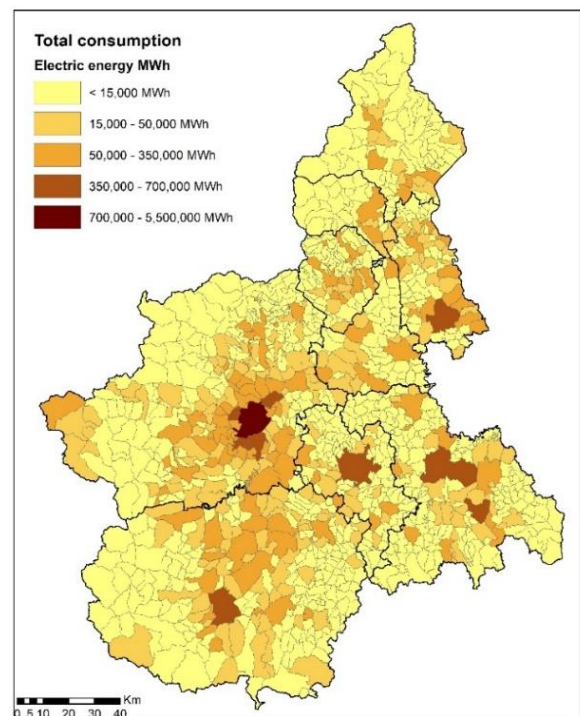 Total consumption
Electric energy MWh
< 15,000 MWh
15,000 - 50,000 MWh
50,000 - 350,000 MWh
350,000 - 700,000 MWh
700,000 - 5,500,000 MWh
Km
0 5 10 20 30 40